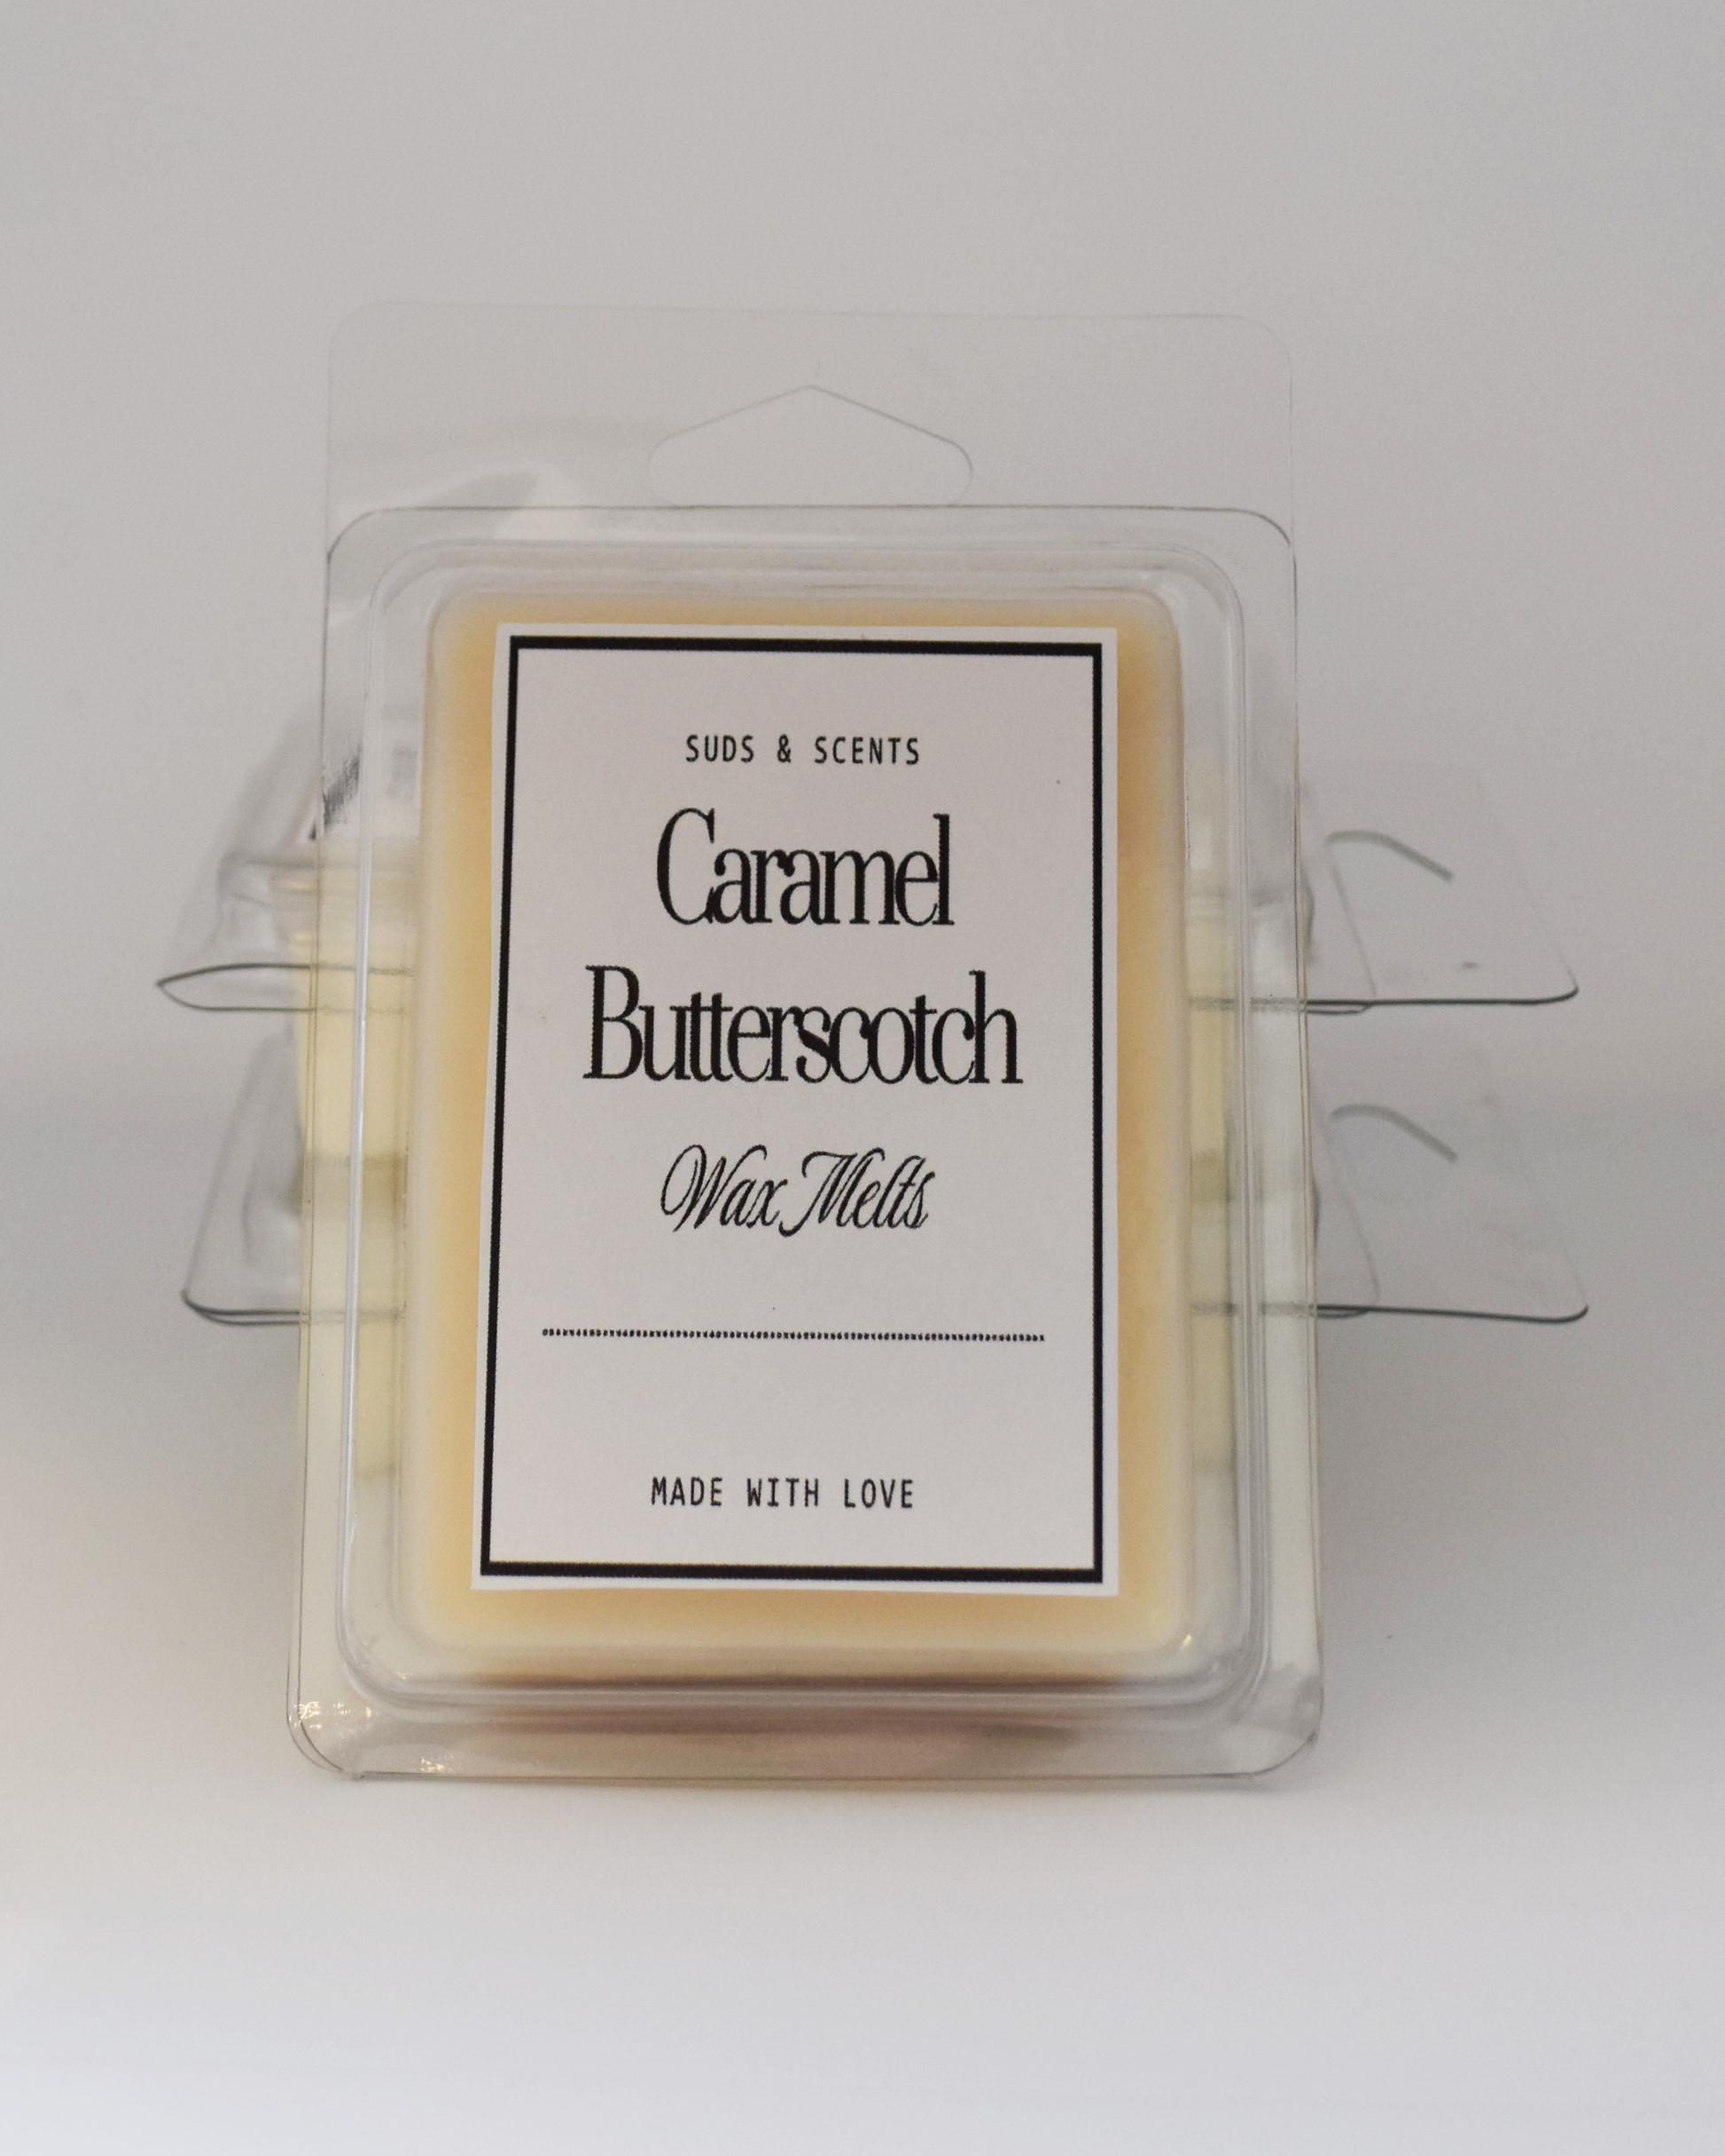 SUDS & SCENTS
Caramel
Butterscotch
Wax Melts
MADE WITH LOVE